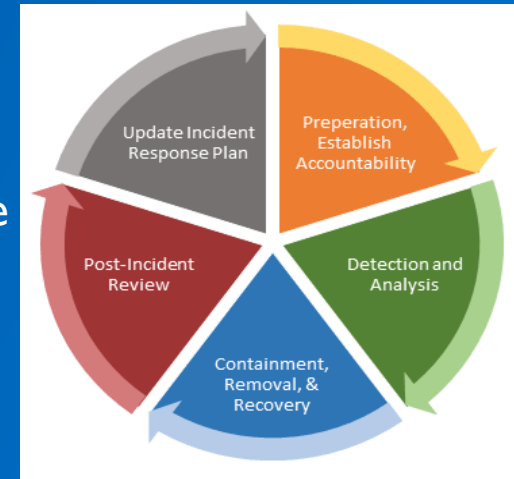 Update Incident
Response Plan
Preperation,
Establish
Accountability
e
Post-Incident
Review
Detection and
Analysis
Containment,
Removal, &
Recovery